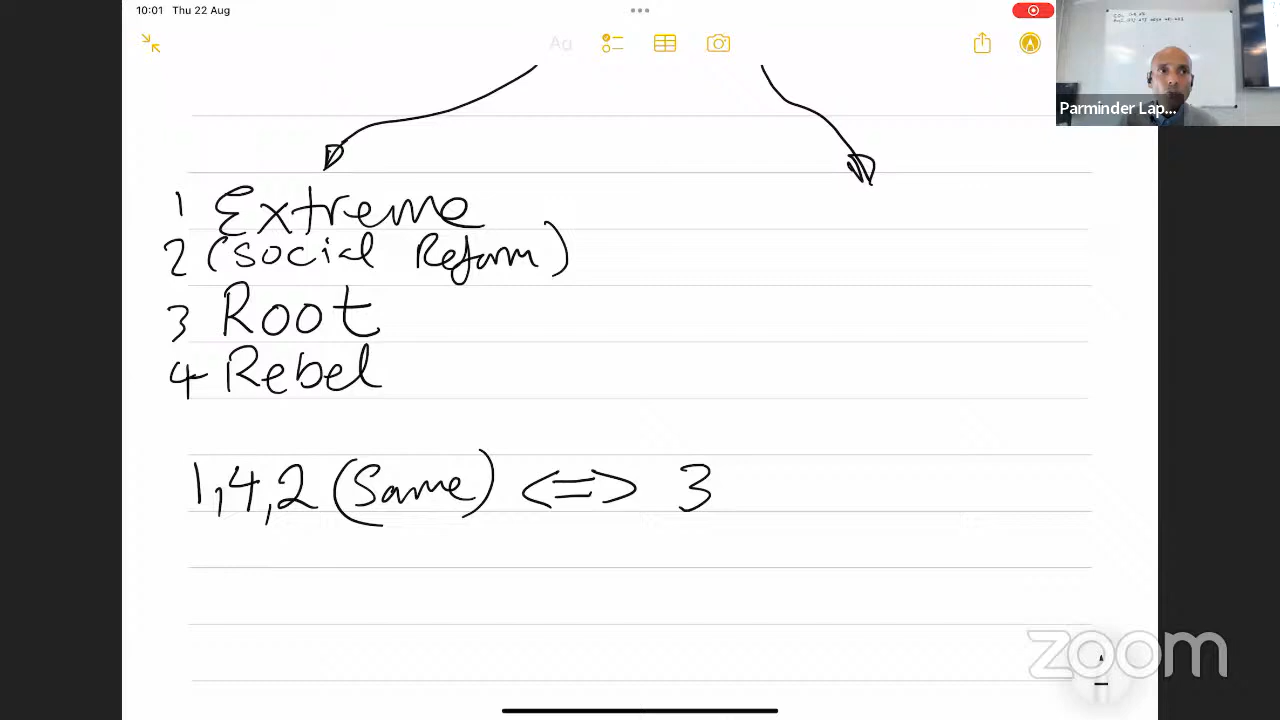 10:01 Thu 22 Aug
Aa
Parminder Lap...
1 Extreme
2 (Social Reform)
3 Root
4 Rebel
1,4,2 (Same) <=> 3
zoom